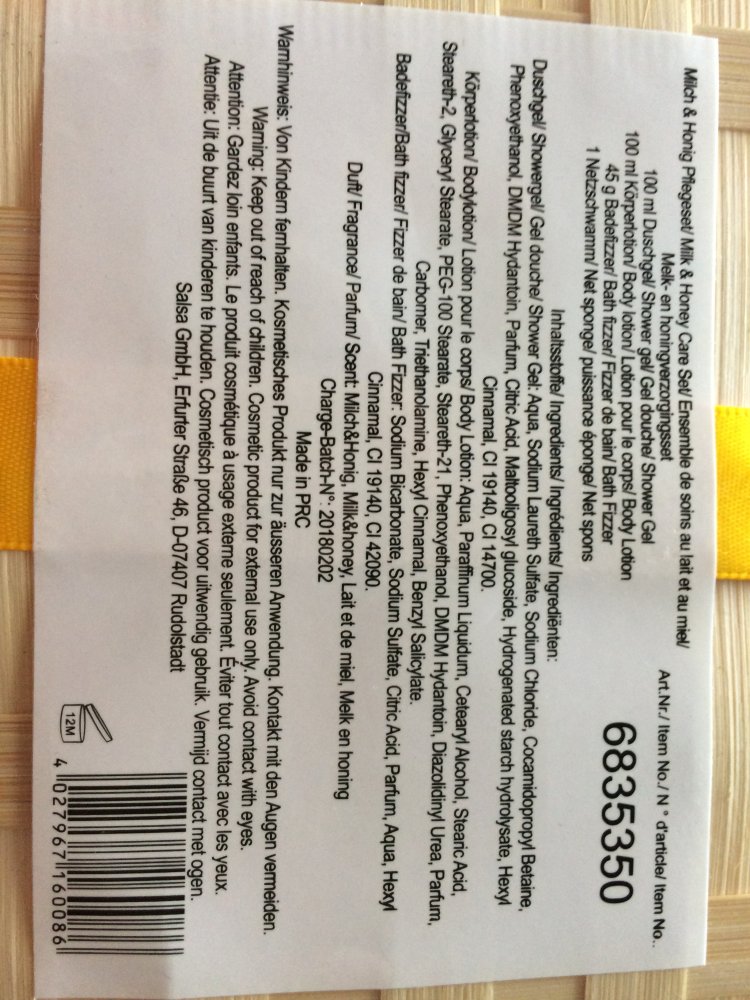 Milch & Honig Pflegeset/ Milk & Honey Care Set/ Ensemble de soins au lait et au miel/
Melk- en honingverzorgingsset
100 ml Duschgel/ Shower gel/ Gel douche/ Shower Gel
100 ml Körperlotion/ Body lotion/ Lotion pour le corps/ Body Lotion
45 g Badefizzer/ Bath fizzer/ Fizzer de bain/ Bath Fizzer
1 Netzschwamm/ Net sponge/ puissance éponge/ Net spons
Art.Nr./ Item No./ N ° d'article/ Item No..
6835350
Inhaltsstoffe/ Ingredients/ Ingrédients/ Ingrediënten:
Duschgel/ Showergel/ Gel douche/ Shower Gel: Aqua, Sodium Laureth Sulfate, Sodium Chloride, Cocamidopropyl Betaine,
Phenoxyethanol, DMDM Hydantoin, Parfum, Citric Acid, Maltooligosyl glucoside, Hydrogenated starch hydrolysate, Hexyl
Cinnamal, CI 19140, CI 14700.
Körperlotion/ Bodylotion/ Lotion pour le corps/ Body Lotion: Aqua, Paraffinum Liquidum, Cetearyl Alcohol, Stearic Acid,
Steareth-2, Glyceryl Stearate, PEG-100 Stearate, Steareth-21, Phenoxyethanol, DMDM Hydantoin, Diazolidinyl Urea, Parfum,
Carbomer, Triethanolamine, Hexyl Cinnamal, Benzyl Salicylate.
Badefizzer/Bath fizzer/ Fizzer de bain/ Bath Fizzer: Sodium Bicarbonate, Sodium Sulfate, Citric Acid, Parfum, Aqua, Hexyl
Cinnamal, CI 19140, CI 42090.
Duft/ Fragrance/ Parfum/ Scent: Milch&Honig, Milk&honey, Lait et de miel, Melk en honing
Charge-Batch-N°: 20180202
Made in PRC
Warnhinweis: Von Kindern fernhalten. Kosmetisches Produkt nur zur äusseren Anwendung. Kontakt mit den Augen vermeiden.
Warning: Keep out of reach of children. Cosmetic product for external use only. Avoid contact with eyes.
Attention: Gardez loin enfants. Le produit cosmétique à usage externe seulement. Éviter tout contact avec les yeux.
Attentie: Uit de buurt van kinderen te houden. Cosmetisch product voor uitwendig gebruik. Vermijd contact met ogen.
Salsa GmbH, Erfurter Straße 46, D-07407 Rudolstadt
12M
4 027967 160086